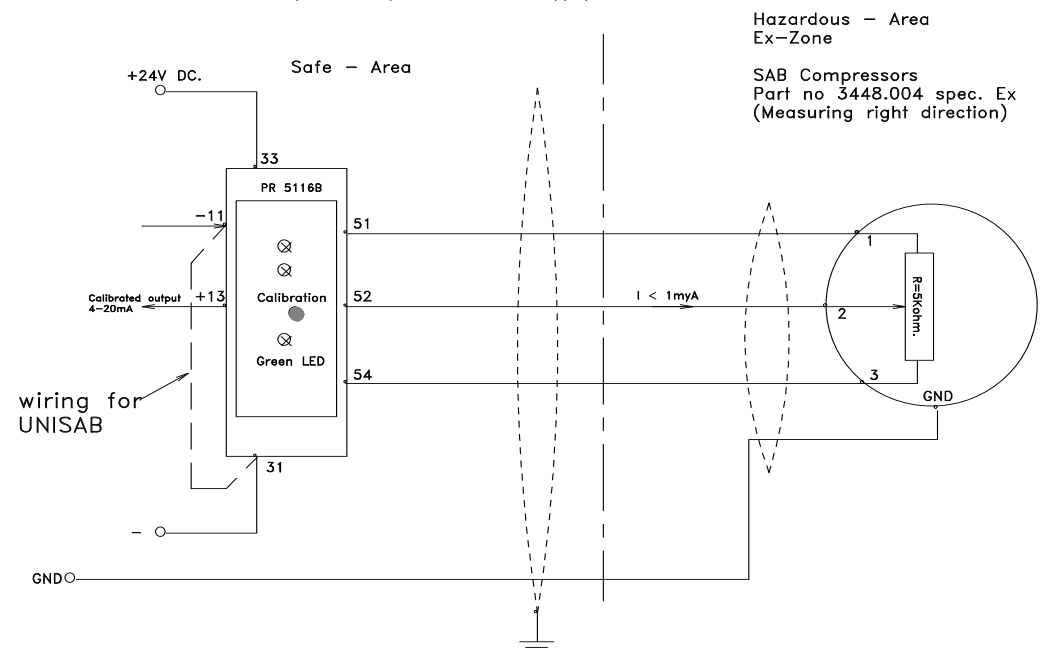 Hazardous - Area
Ex-Zone
Safe - Area
SAB Compressors
Part no 3448.004 spec. Ex
(Measuring right direction)
+24V DC.
33
PR 5116B
-11
51
1
Calibrated output
4-20mA
+13
Calibration
52
I < 1myA
2
R=5Kohm.
Green LED
54
3
GND
wiring for
UNISAB
31
-
GND